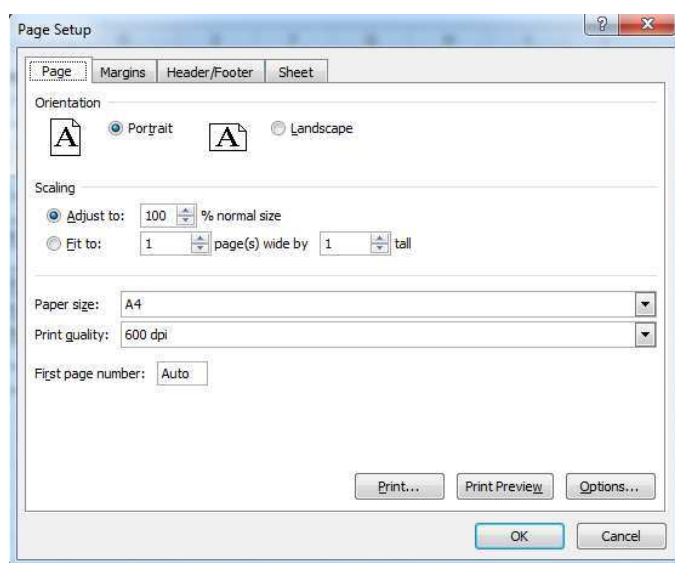 Page Setup
Page Margins Header/Footer Sheet
Orientation
A Portrait A Landscape
Scaling
Adjust to: 100 % normal size
Fit to: 1 page(s) wide by 1 tall
Paper size: A4
Print quality: 600 dpi
First page number: Auto
Print... Print Preview Options...
OK Cancel